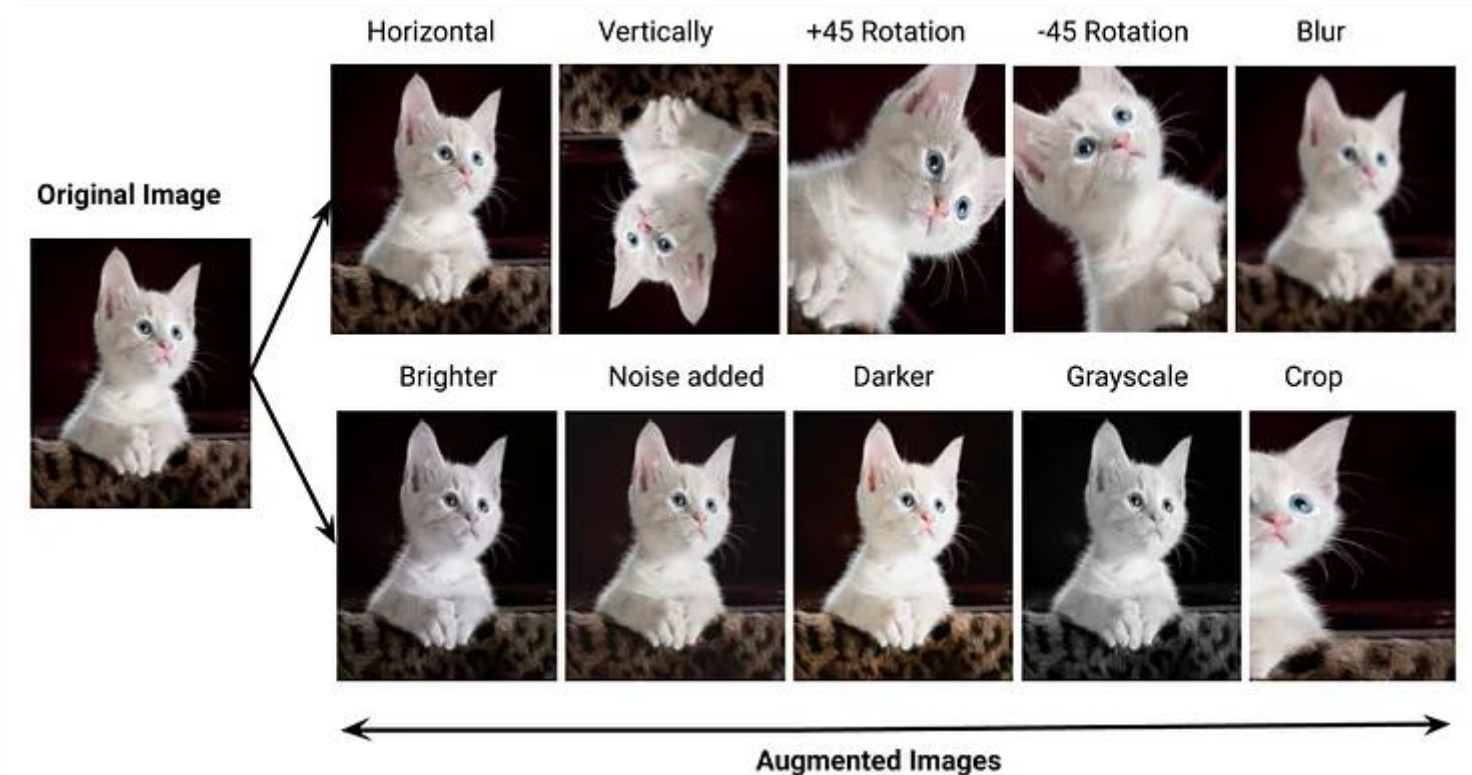 Horizontal Vertically +45 Rotation -45 Rotation Blur
Original Image
Brighter Noise added Darker Grayscale Crop
Augmented Images